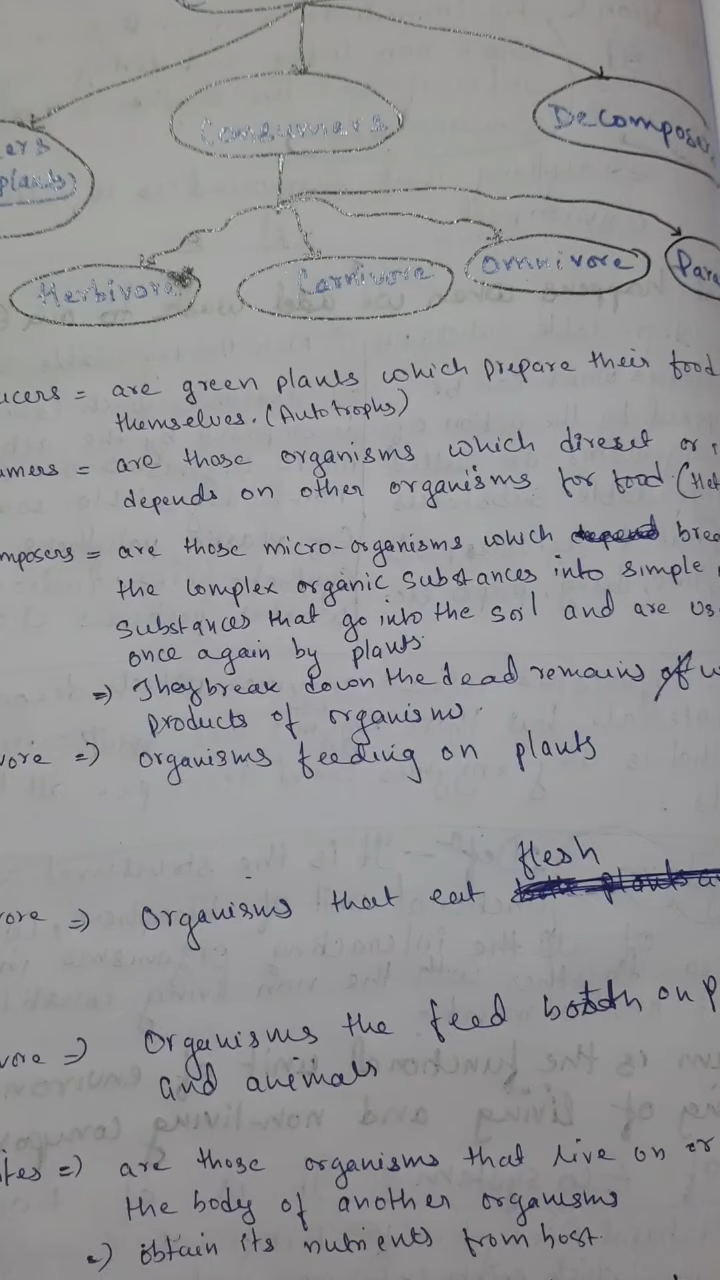 ers
plants)
Consumers
Decompose
Herbivore
Carnivore
Omnivore
Para
ucers = are green plants which prepare their food
themselves. (Autotrophs)
umers = are those organisms which direset or i
depends on other organisms for food (Het
mposers = are those micro-organisms which depend brea
the complex organic substances into simple
substances that go into the soil and are us
once again by plants.
=> They break down the dead remains of w
products of organisms.
vore => organisms feeding on plants
flesh
vore => Organisms that eat plants
vore => Organisms the feed both on p
and animals
ites => are those organisms that live on or
the body of another organisms
=> obtain its nutrients from host.